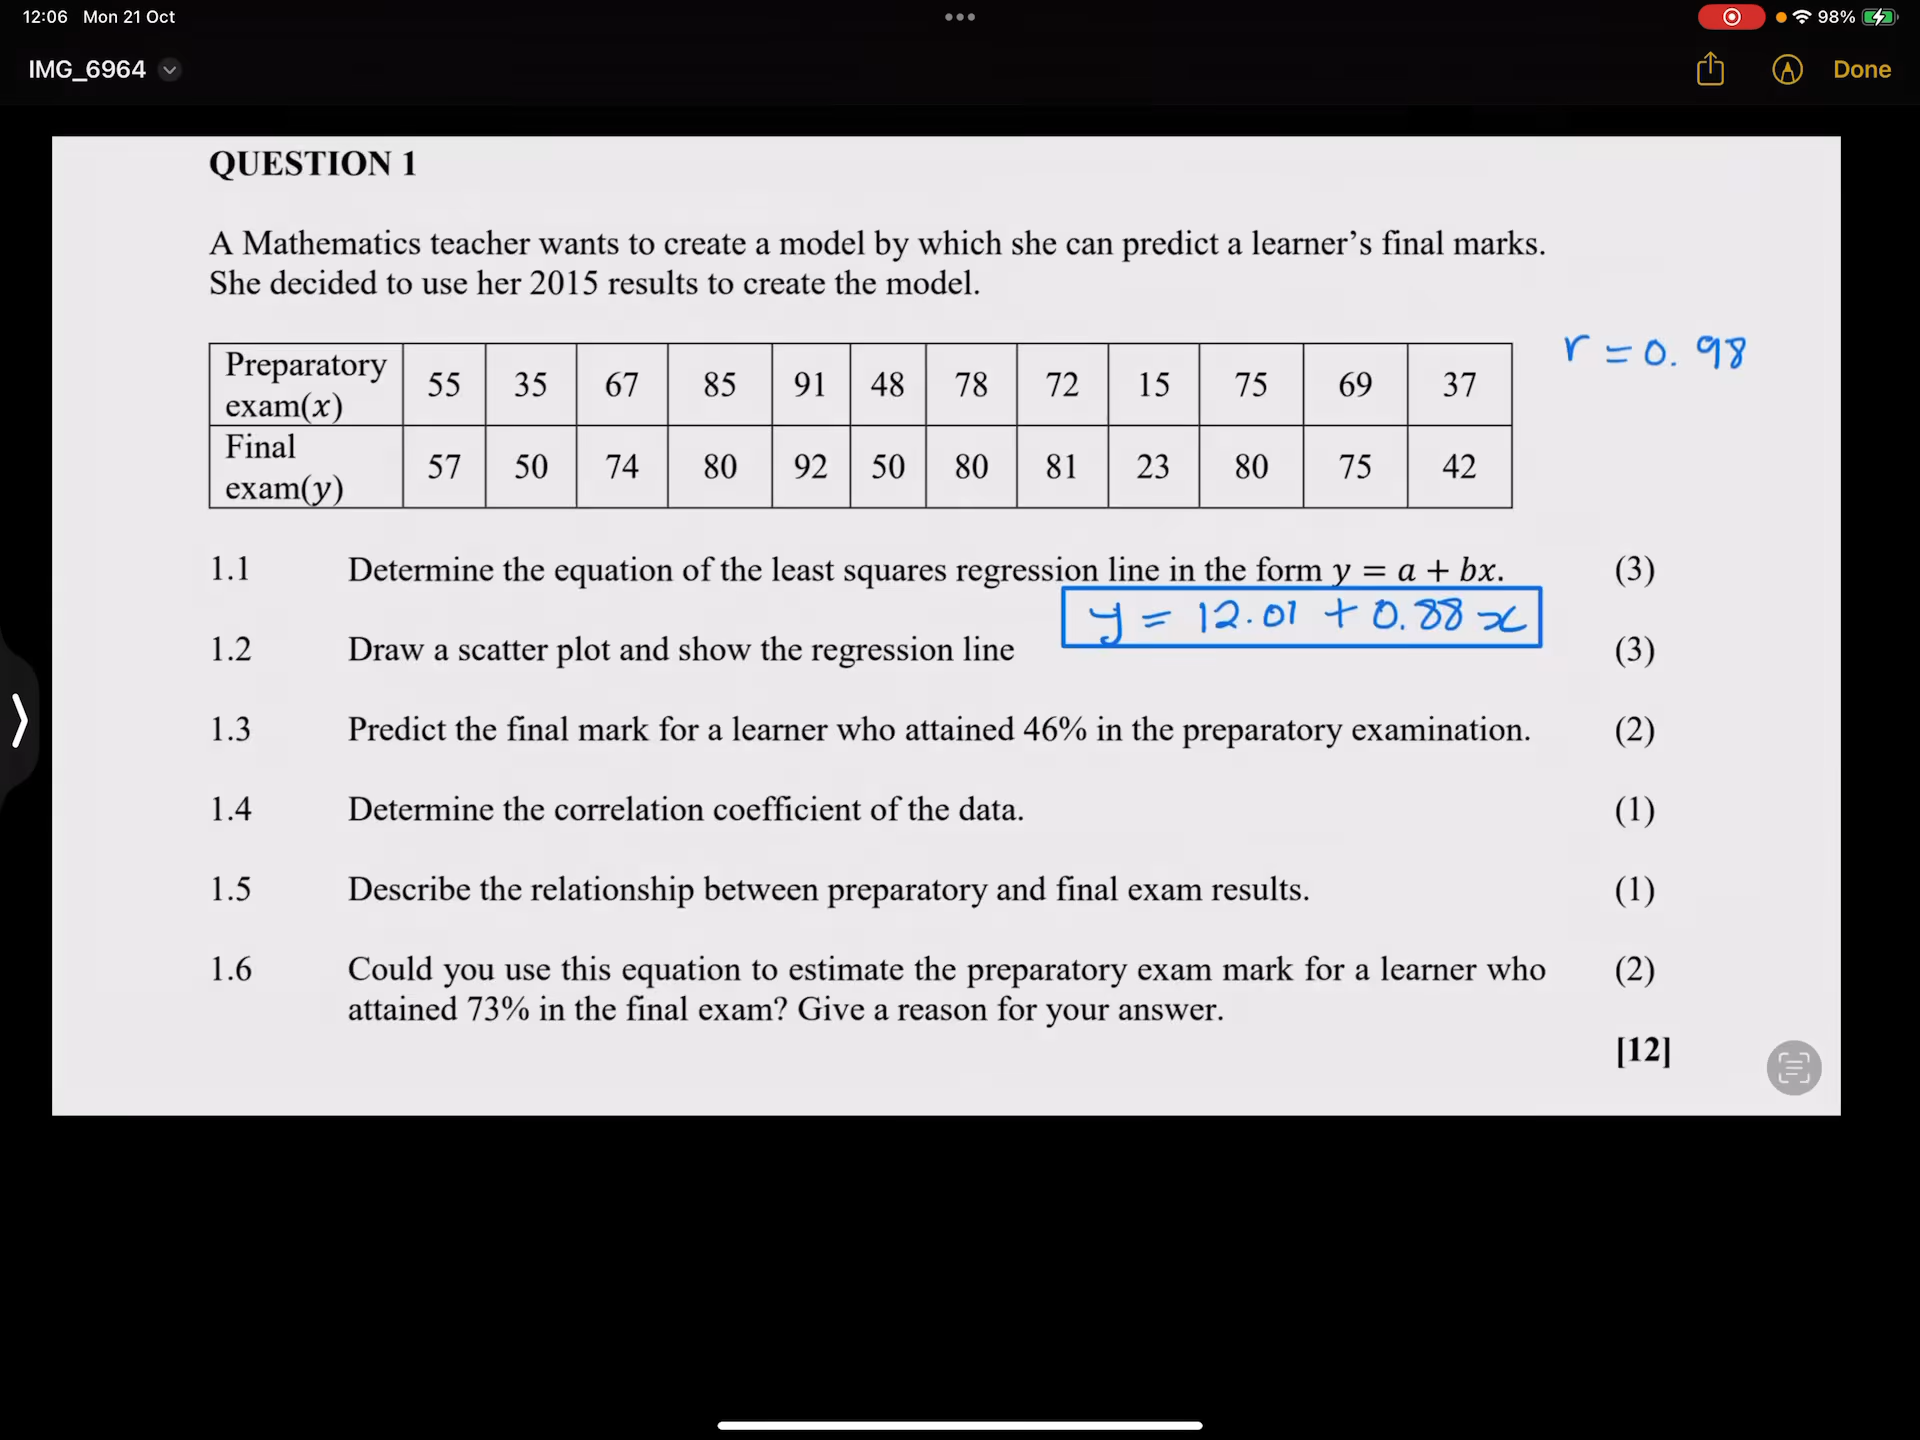 12:06 Mon 21 Oct
98%
IMG_6964
Done
QUESTION 1
A Mathematics teacher wants to create a model by which she can predict a learner’s final marks.
She decided to use her 2015 results to create the model.
r = 0.98
Preparatory exam(x) 55 35 67 85 91 48 78 72 15 75 69 37
Final exam(y) 57 50 74 80 92 50 80 81 23 80 75 42
1.1 Determine the equation of the least squares regression line in the form y = a + bx. (3)
y = 12.01 + 0.88 x
1.2 Draw a scatter plot and show the regression line (3)
1.3 Predict the final mark for a learner who attained 46% in the preparatory examination. (2)
1.4 Determine the correlation coefficient of the data. (1)
1.5 Describe the relationship between preparatory and final exam results. (1)
1.6 Could you use this equation to estimate the preparatory exam mark for a learner who (2)
attained 73% in the final exam? Give a reason for your answer.
[12]